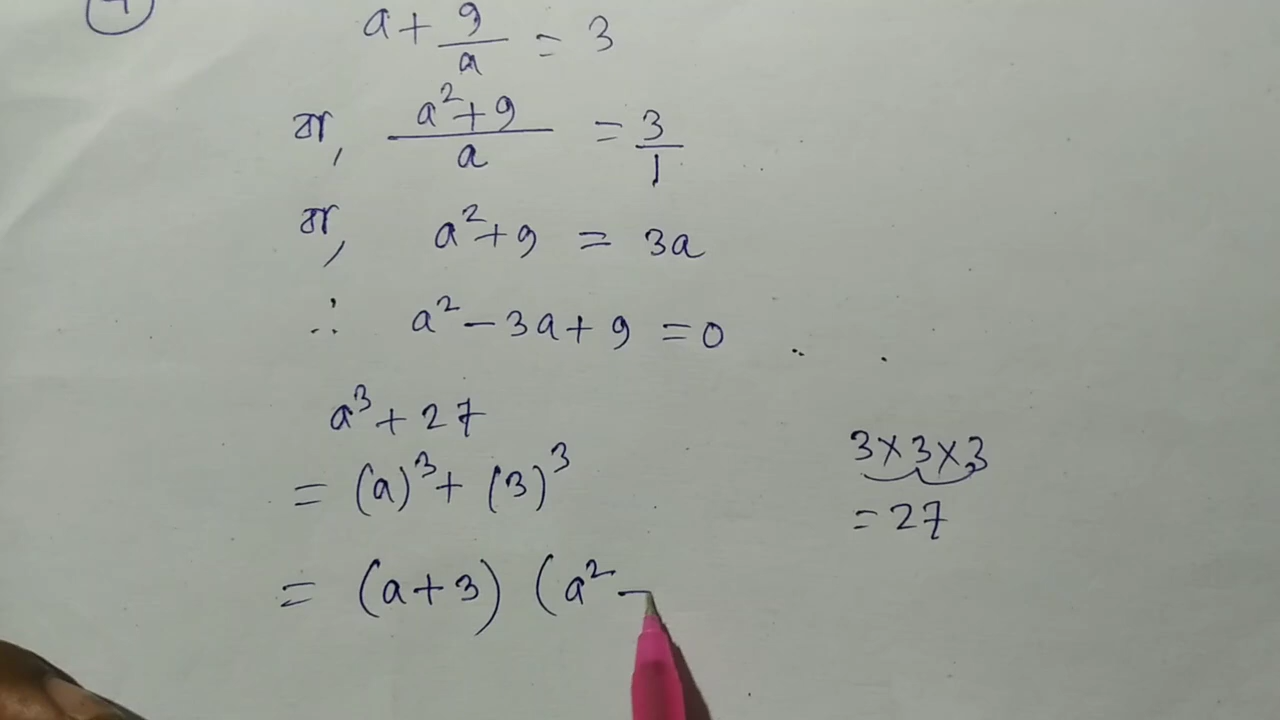 a + 9/a = 3
বা, (a² + 9)/a = 3/1
বা, a² + 9 = 3a
∴ a² - 3a + 9 = 0
a³ + 27
= (a)³ + (3)³
= (a + 3) (a² -
3 × 3 × 3
= 27